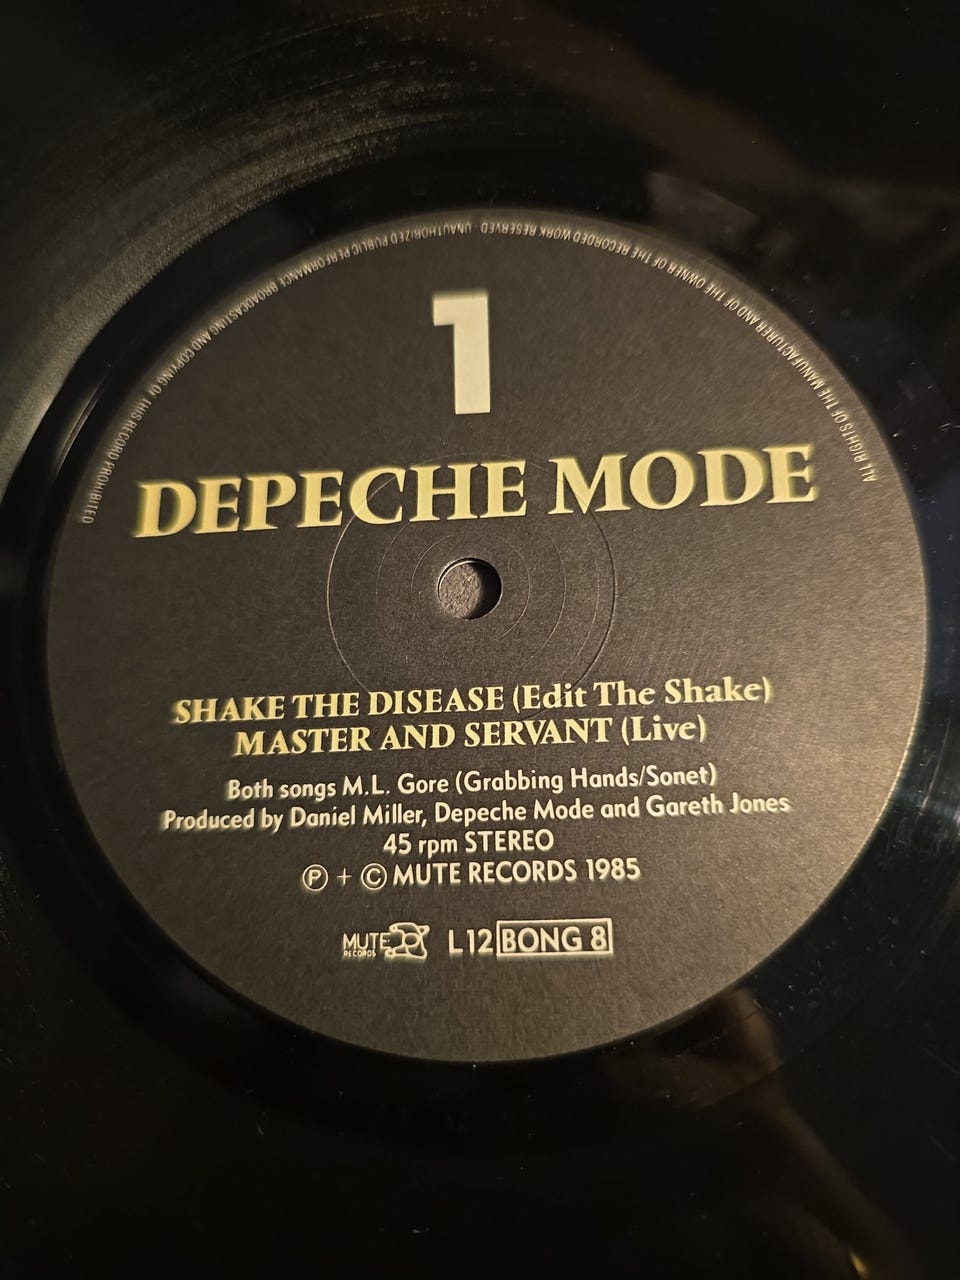 ALL RIGHTS OF THE MANUFACTURER AND OF THE OWNER OF THE RECORDED WORK RESERVED · UNAUTHORIZED PUBLIC PERFORMANCE BROADCASTING AND COPYING OF THIS RECORD PROHIBITED
1
DEPECHE MODE
SHAKE THE DISEASE (Edit The Shake)
MASTER AND SERVANT (Live)
Both songs M.L. Gore (Grabbing Hands/Sonet)
Produced by Daniel Miller, Depeche Mode and Gareth Jones
45 rpm STEREO
Ⓟ + © MUTE RECORDS 1985
MUTE RECORDS L12 BONG 8